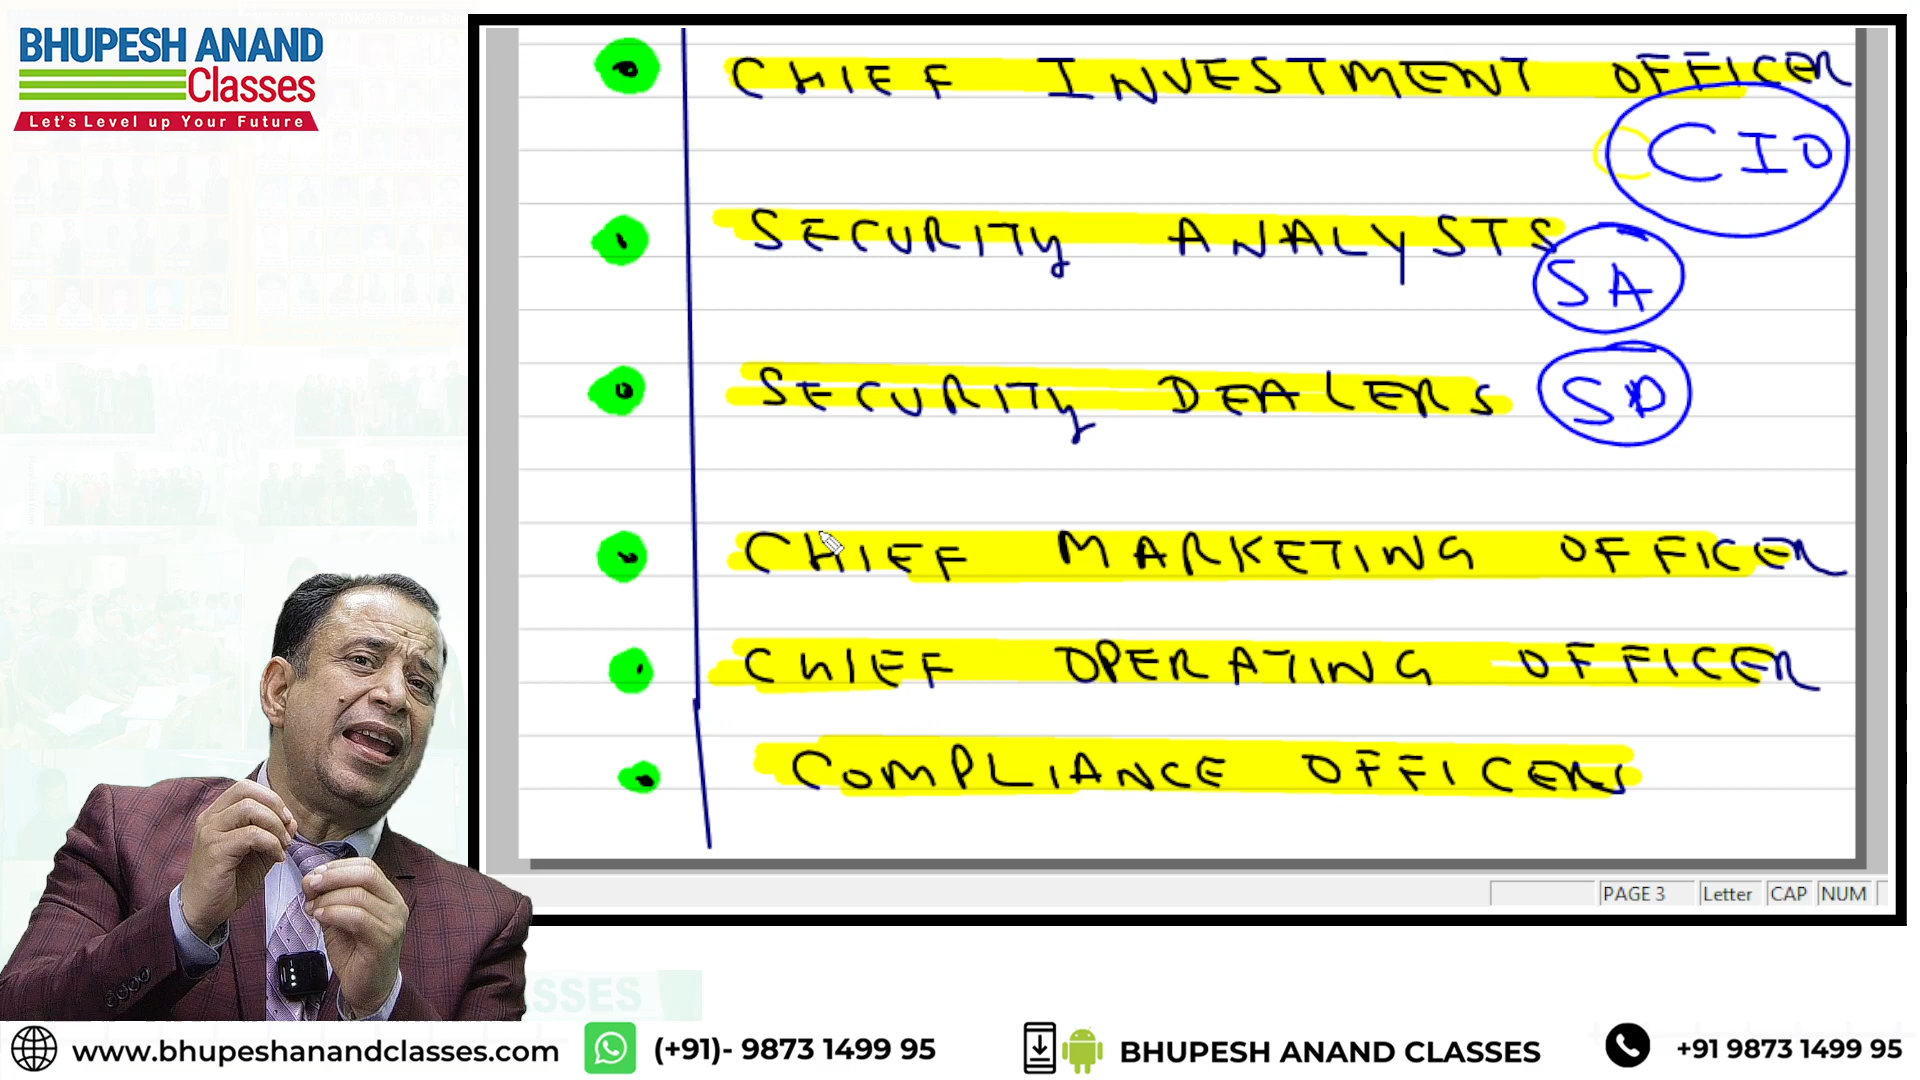 BHUPESH ANAND
Classes
Let's Level up Your Future
CHIEF INVESTMENT OFFICER
CIO
SECURITY ANALYSTS
SA
SECURITY DEALERS
SD
CHIEF MARKETING OFFICER
CHIEF OPERATING OFFICER
COMPLIANCE OFFICERS
PAGE 3 Letter CAP NUM
SSES
www.bhupeshanandclasses.com (+91)- 9873 1499 95 BHUPESH ANAND CLASSES +91 9873 1499 95